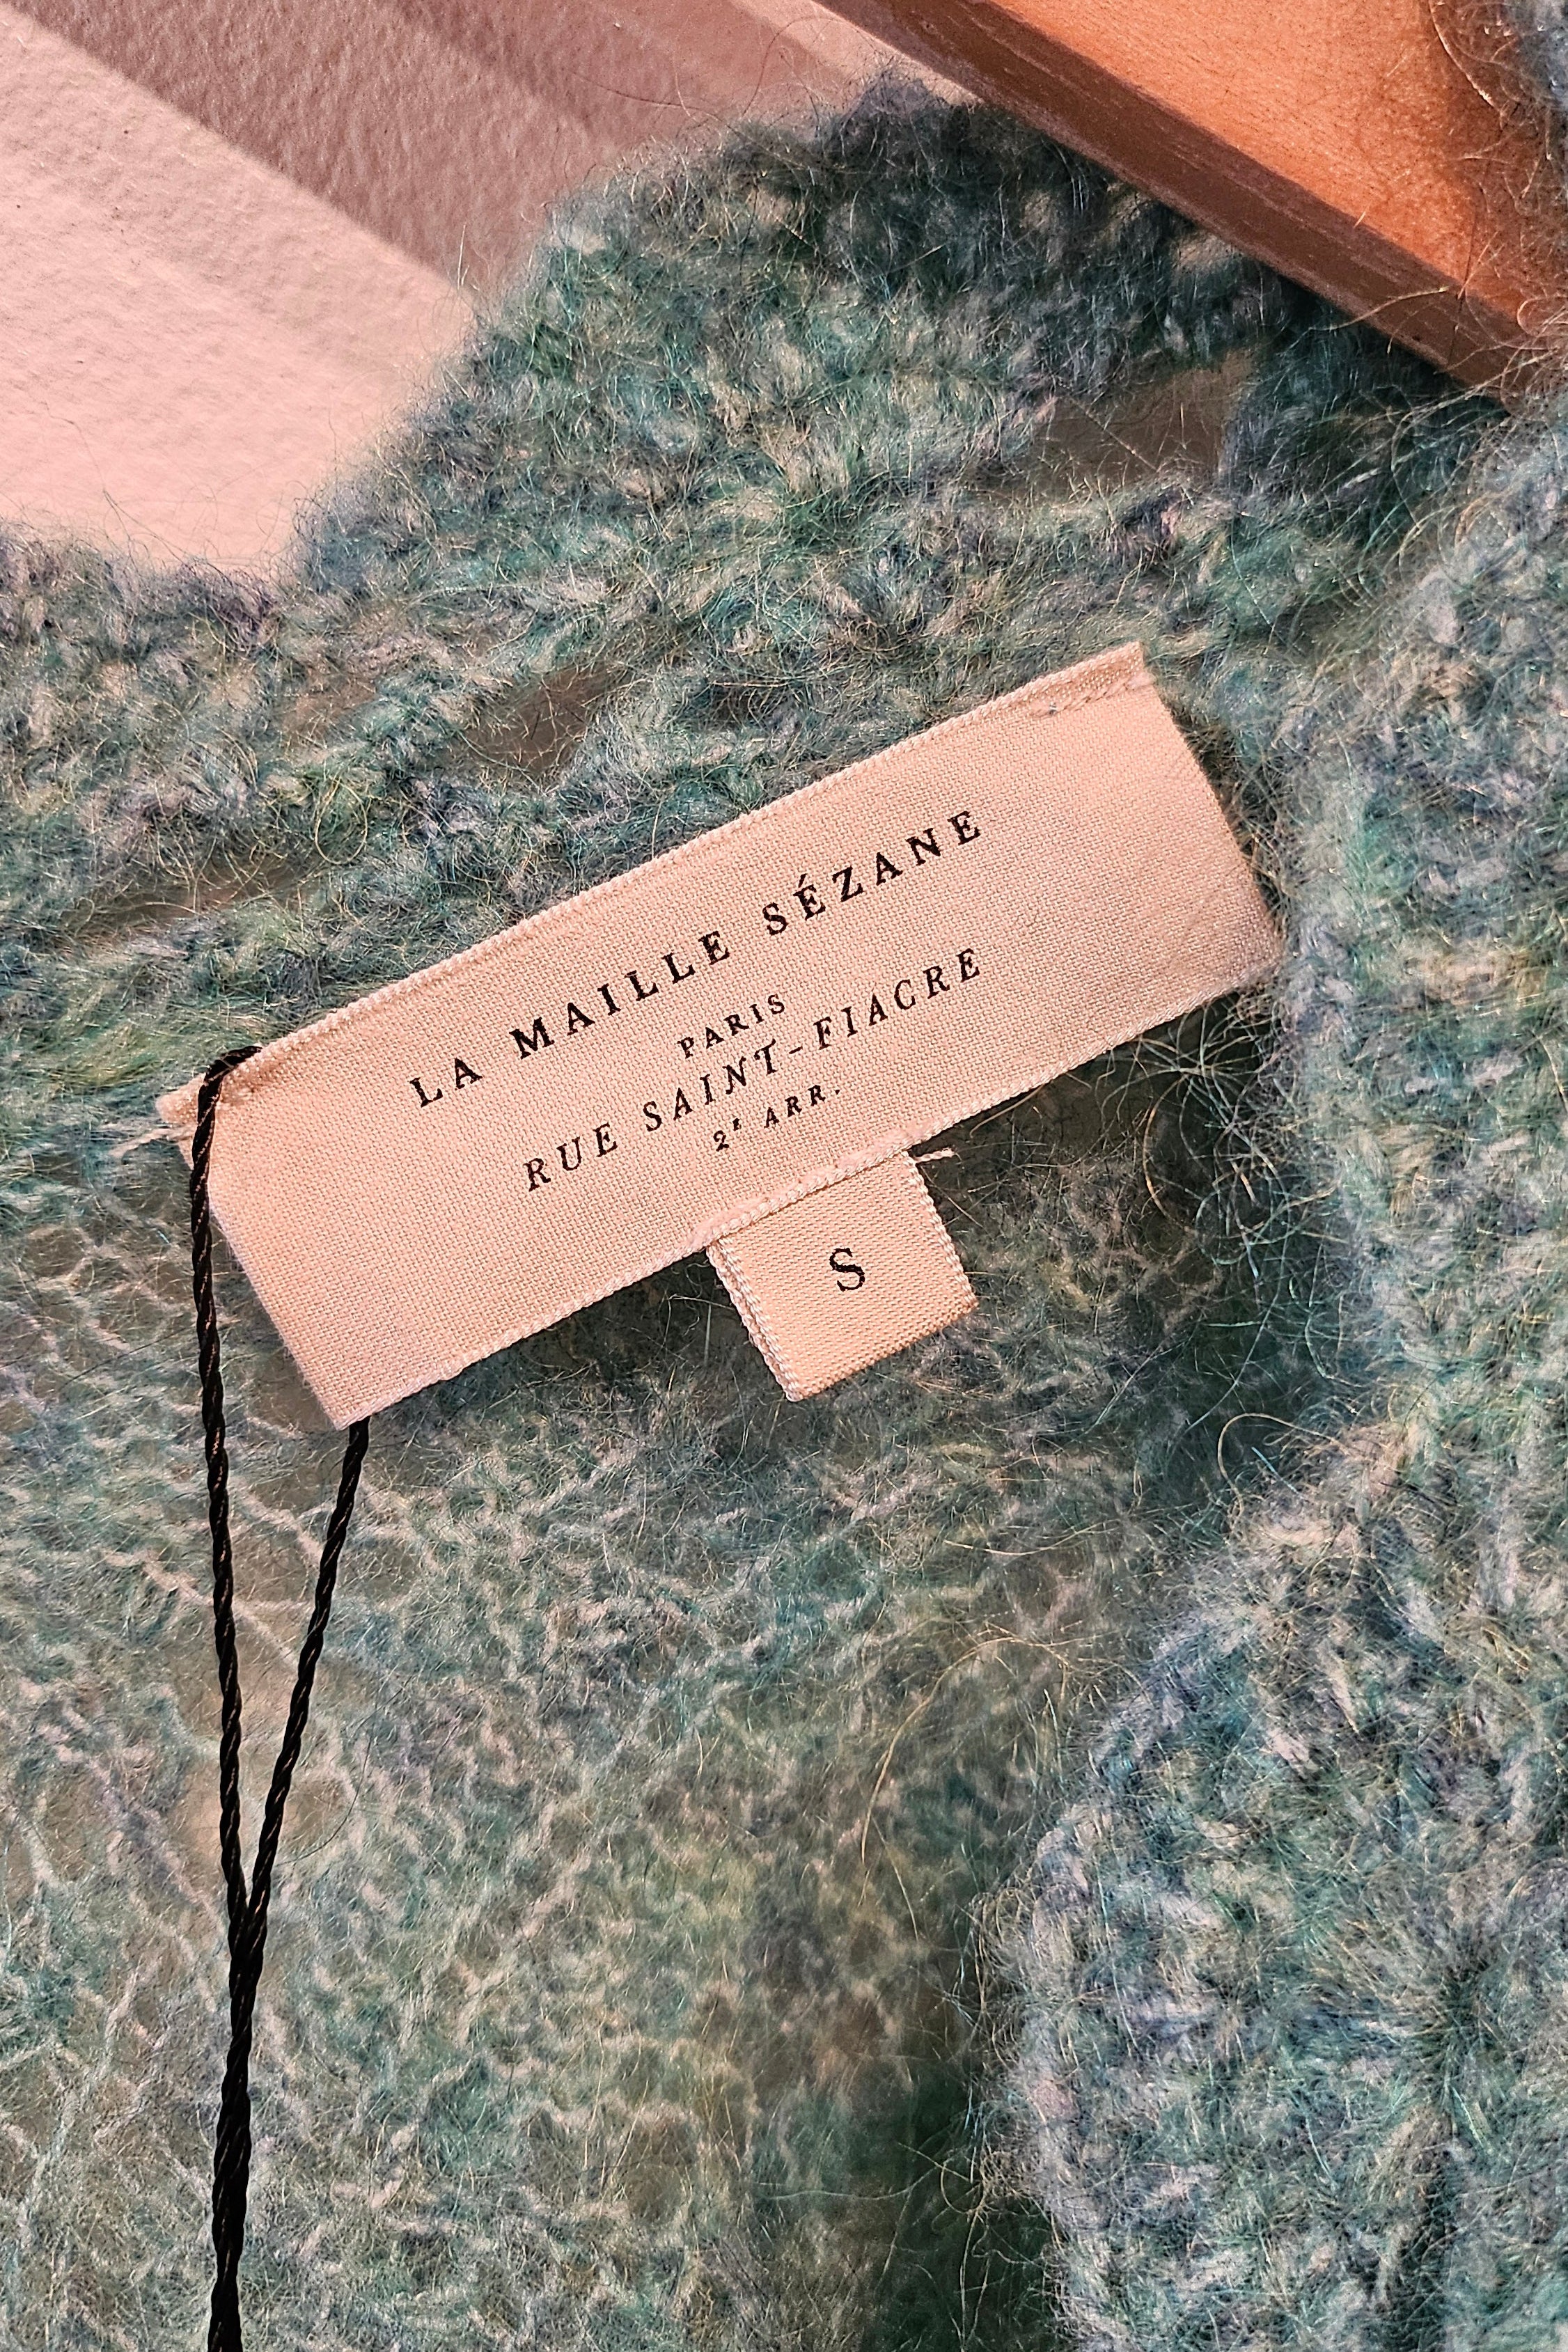 LA MAILLE SÉZANE
PARIS
RUE SAINT-FIACRE
2e ARR.
S